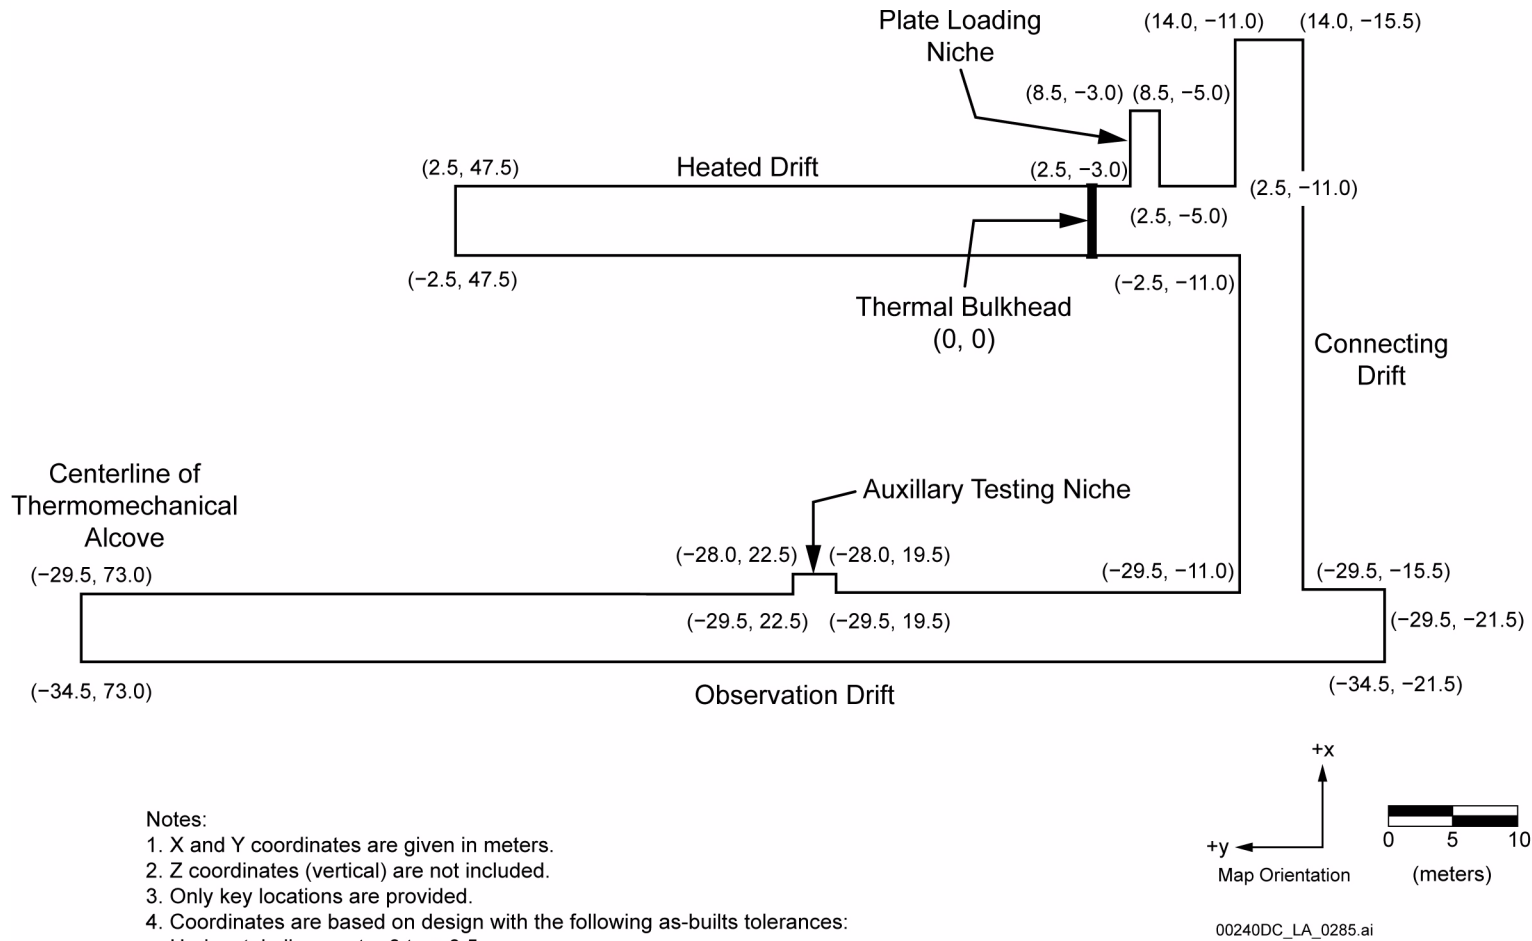 Plate Loading
Niche
(14.0, −11.0)
(14.0, −15.5)
(8.5, −3.0)
(8.5, −5.0)
(2.5, 47.5)
Heated Drift
(2.5, −3.0)
(2.5, −11.0)
(2.5, −5.0)
(−2.5, 47.5)
(−2.5, −11.0)
Thermal Bulkhead
(0, 0)
Connecting
Drift
Centerline of
Thermomechanical
Alcove
Auxillary Testing Niche
(−28.0, 22.5)
(−28.0, 19.5)
(−29.5, 73.0)
(−29.5, −11.0)
(−29.5, −15.5)
(−29.5, 22.5)
(−29.5, 19.5)
(−29.5, −21.5)
(−34.5, 73.0)
Observation Drift
(−34.5, −21.5)
+x
+y
Map Orientation
0 5 10
(meters)
Notes:
1. X and Y coordinates are given in meters.
2. Z coordinates (vertical) are not included.
3. Only key locations are provided.
4. Coordinates are based on design with the following as-builts tolerances:
00240DC_LA_0285.ai